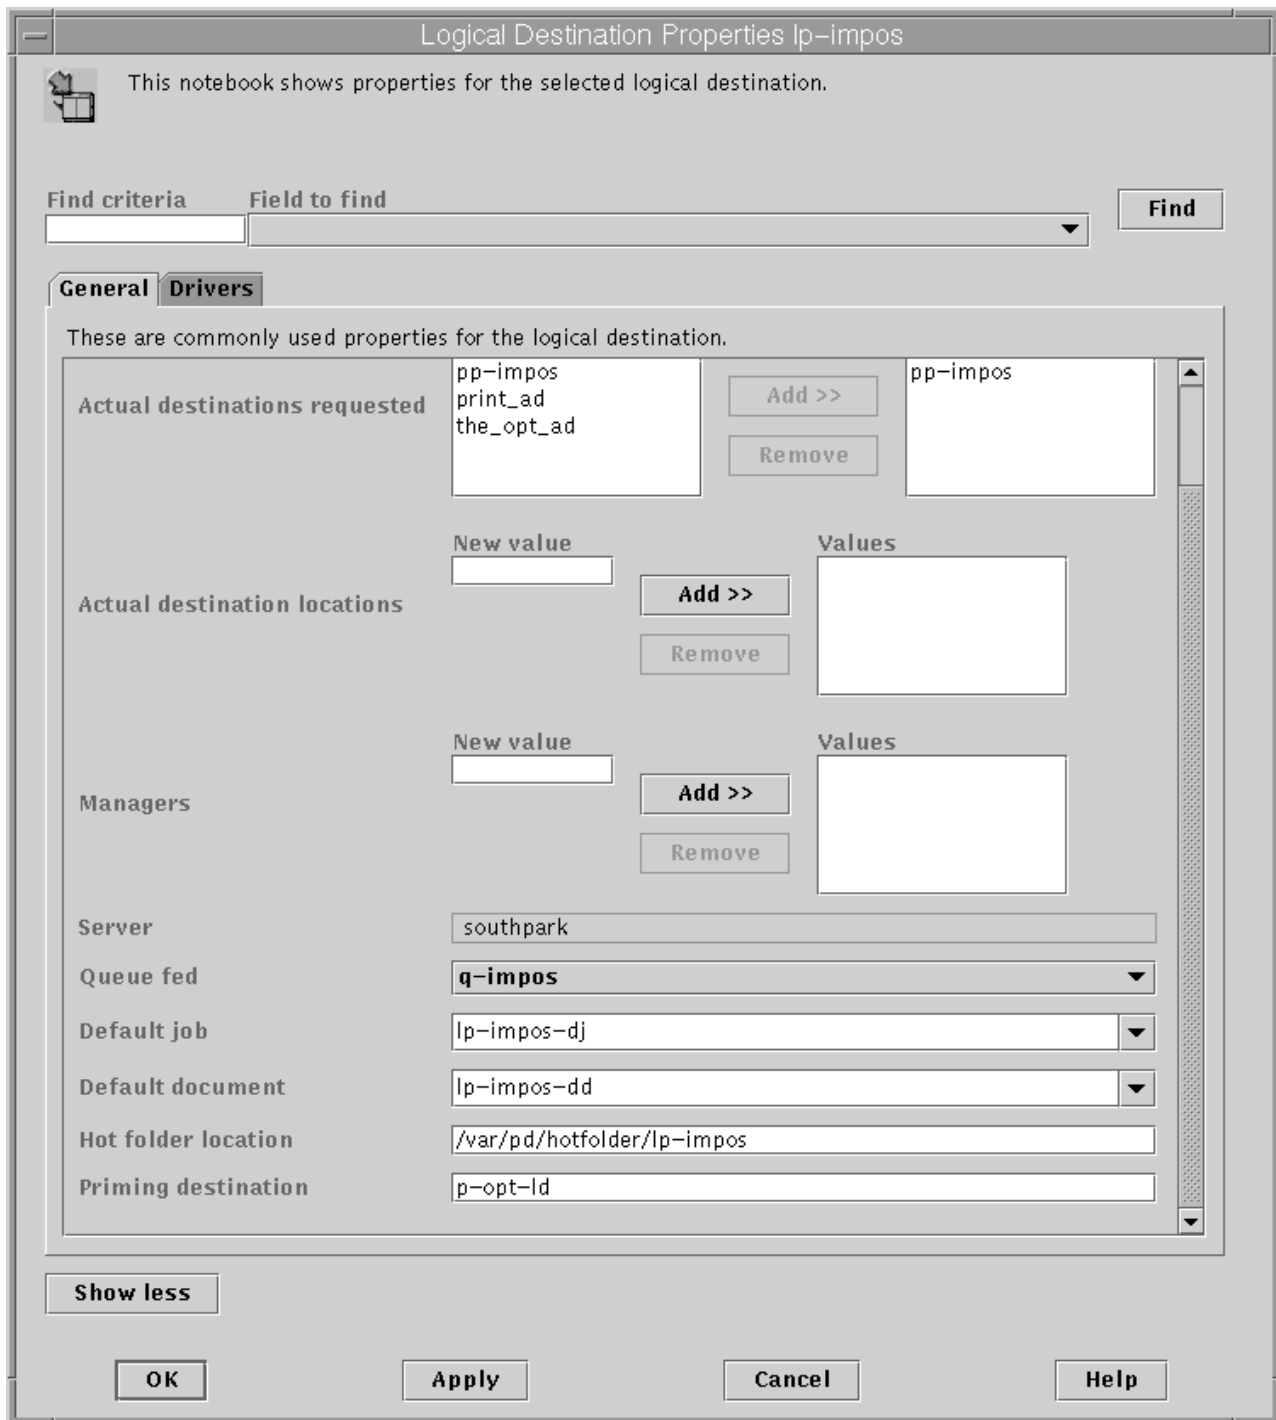 Logical Destination Properties lp-impos
This notebook shows properties for the selected logical destination.
Find criteria Field to find
Find
General Drivers
These are commonly used properties for the logical destination.
Actual destinations requested
pp-impos
print_ad
the_opt_ad
Add >>
Remove
pp-impos
New value
Values
Actual destination locations
Add >>
Remove
New value
Values
Managers
Add >>
Remove
Server southpark
Queue fed q-impos
Default job lp-impos-dj
Default document lp-impos-dd
Hot folder location /var/pd/hotfolder/lp-impos
Priming destination p-opt-ld
Show less
OK Apply Cancel Help